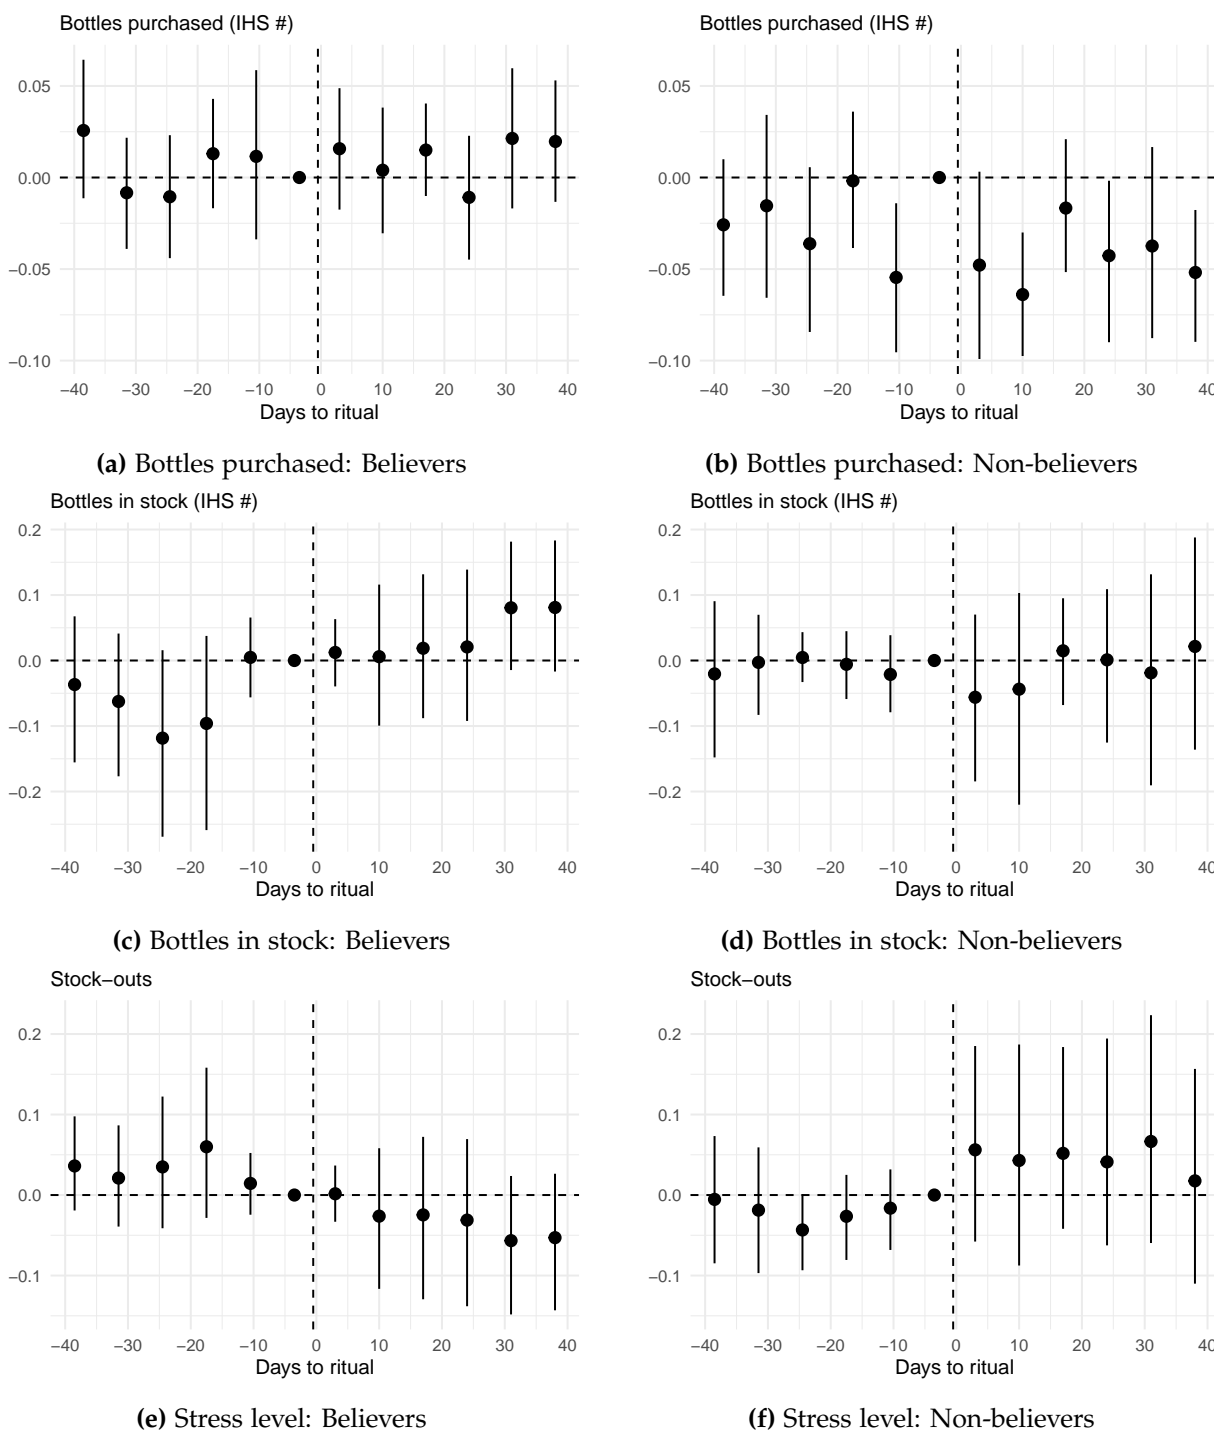 Bottles purchased (IHS #)
0.05
0.00
−0.05
−0.10
−40 −30 −20 −10 0 10 20 30 40
Days to ritual
(a) Bottles purchased: Believers
Bottles purchased (IHS #)
0.05
0.00
−0.05
−0.10
−40 −30 −20 −10 0 10 20 30 40
Days to ritual
(b) Bottles purchased: Non-believers
Bottles in stock (IHS #)
0.2
0.1
0.0
−0.1
−0.2
−40 −30 −20 −10 0 10 20 30 40
Days to ritual
(c) Bottles in stock: Believers
Bottles in stock (IHS #)
0.2
0.1
0.0
−0.1
−0.2
−40 −30 −20 −10 0 10 20 30 40
Days to ritual
(d) Bottles in stock: Non-believers
Stock−outs
0.2
0.1
0.0
−0.1
−40 −30 −20 −10 0 10 20 30 40
Days to ritual
(e) Stress level: Believers
Stock−outs
0.2
0.1
0.0
−0.1
−40 −30 −20 −10 0 10 20 30 40
Days to ritual
(f) Stress level: Non-believers